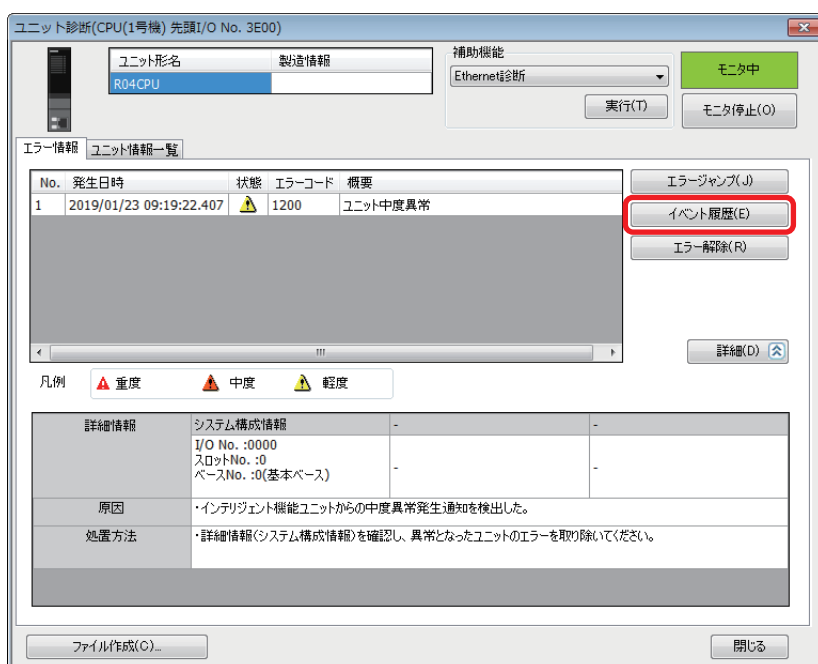 ユニット診断(CPU(1号機) 先頭I/O No. 3E00)
ユニット形名 製造情報
R04CPU
補助機能
Ethernet診断
実行(T)
モニタ中
モニタ停止(O)
エラー情報 ユニット情報一覧
No. 発生日時 状態 エラーコード 概要
1 2019/01/23 09:19:22.407 1200 ユニット中度異常
エラージャンプ(J)
イベント履歴(E)
エラー解除(R)
詳細(D)
凡例 重度 中度 軽度
詳細情報 システム構成情報 - -
I/O No. :0000
スロットNo. :0
ベースNo. :0(基本ベース) - -
原因 ・インテリジェント機能ユニットからの中度異常発生通知を検出した。
処置方法 ・詳細情報(システム構成情報)を確認し、異常となったユニットのエラーを取り除いてください。
ファイル作成(C)...
閉じる